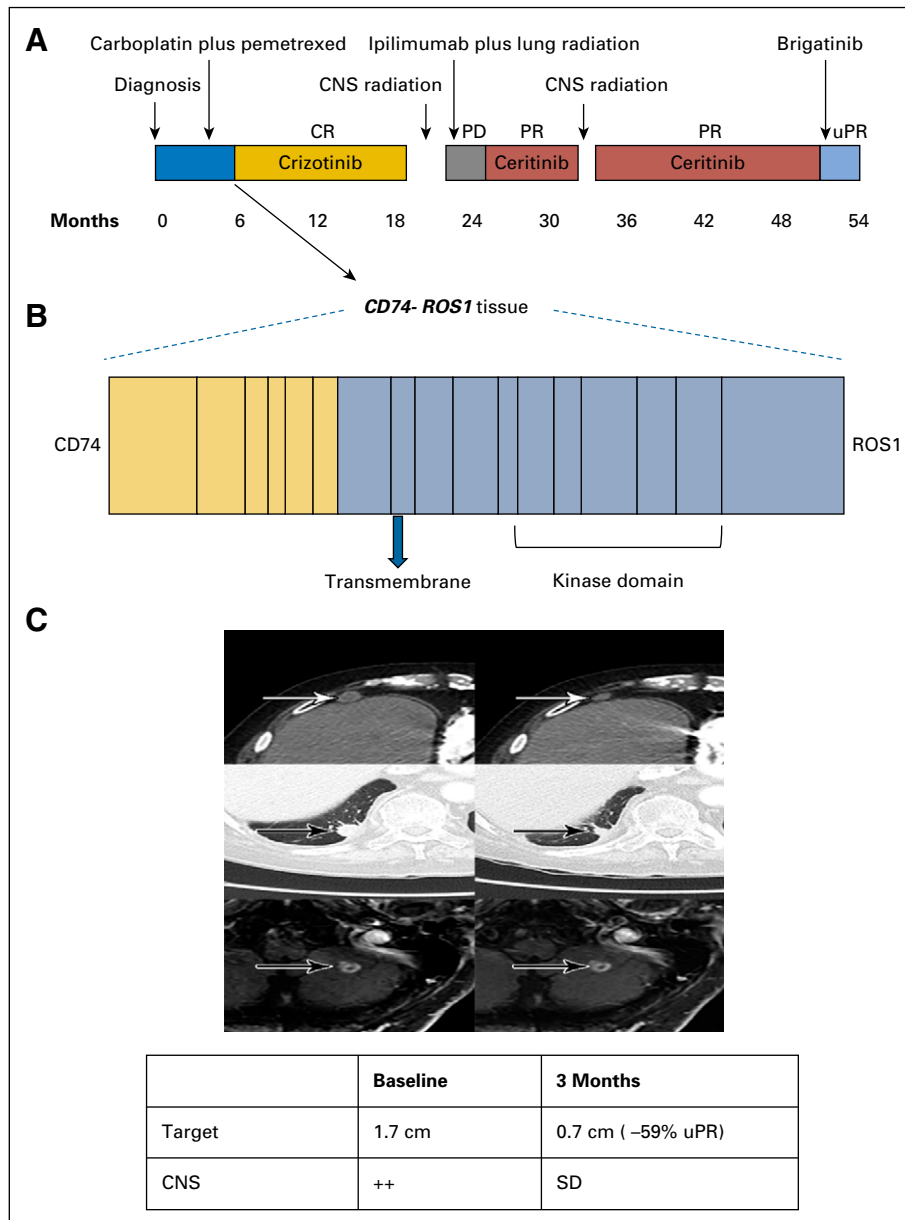 A
Carboplatin plus pemetrexed
Ipilimumab plus lung radiation
Brigatinib
Diagnosis
CNS radiation
CNS radiation
CR
PD
PR
PR
uPR
Crizotinib
Ceritinib
Ceritinib
Months 0 6 12 18 24 30 36 42 48 54
CD74- ROS1 tissue
B
CD74
ROS1
Transmembrane
Kinase domain
C
Baseline 3 Months
Target 1.7 cm 0.7 cm ( –59% uPR)
CNS ++ SD